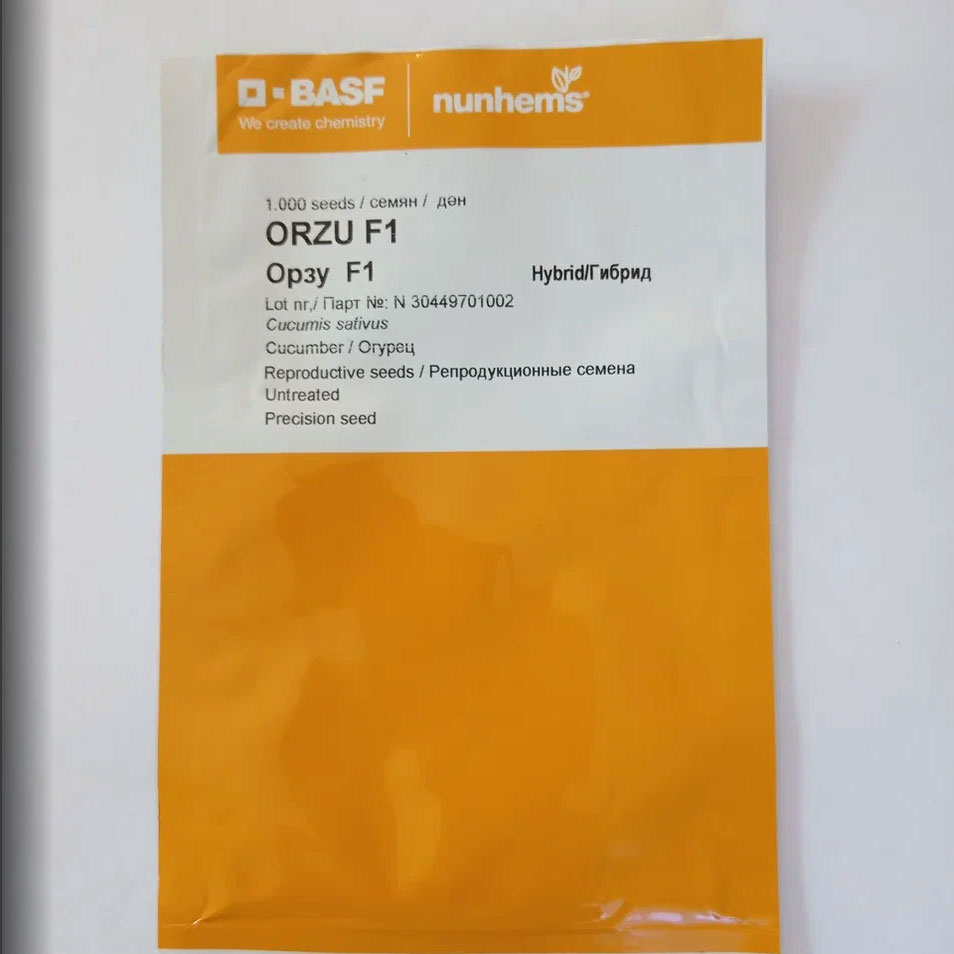 BASF
We create chemistry
nunhems®
1.000 seeds / семян / дән
ORZU F1
Орзу F1
Hybrid/Гибрид
Lot nr./ Парт №: N 30449701002
Cucumis sativus
Cucumber / Огурец
Reproductive seeds / Репродукционные семена
Untreated
Precision seed